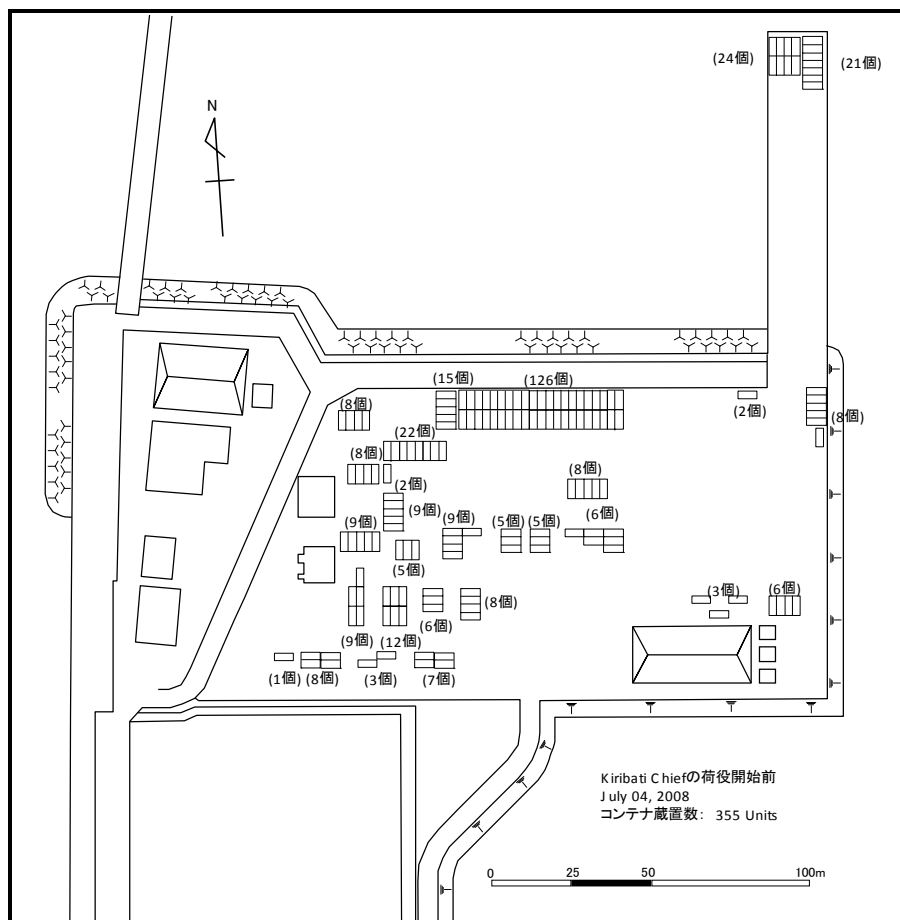 (24個)
(21個)
N
(15個)
(126個)
(2個)
(8個)
(8個)
(22個)
(8個)
(8個)
(2個)
(9個)
(9個)
(9個)
(5個)
(5個)
(6個)
(5個)
(3個)
(6個)
(8個)
(6個)
(9個)
(12個)
(1個)
(8個)
(3個)
(7個)
Kiribati Chiefの荷役開始前
July 04, 2008
コンテナ蔵置数: 355 Units
0 25 50 100m